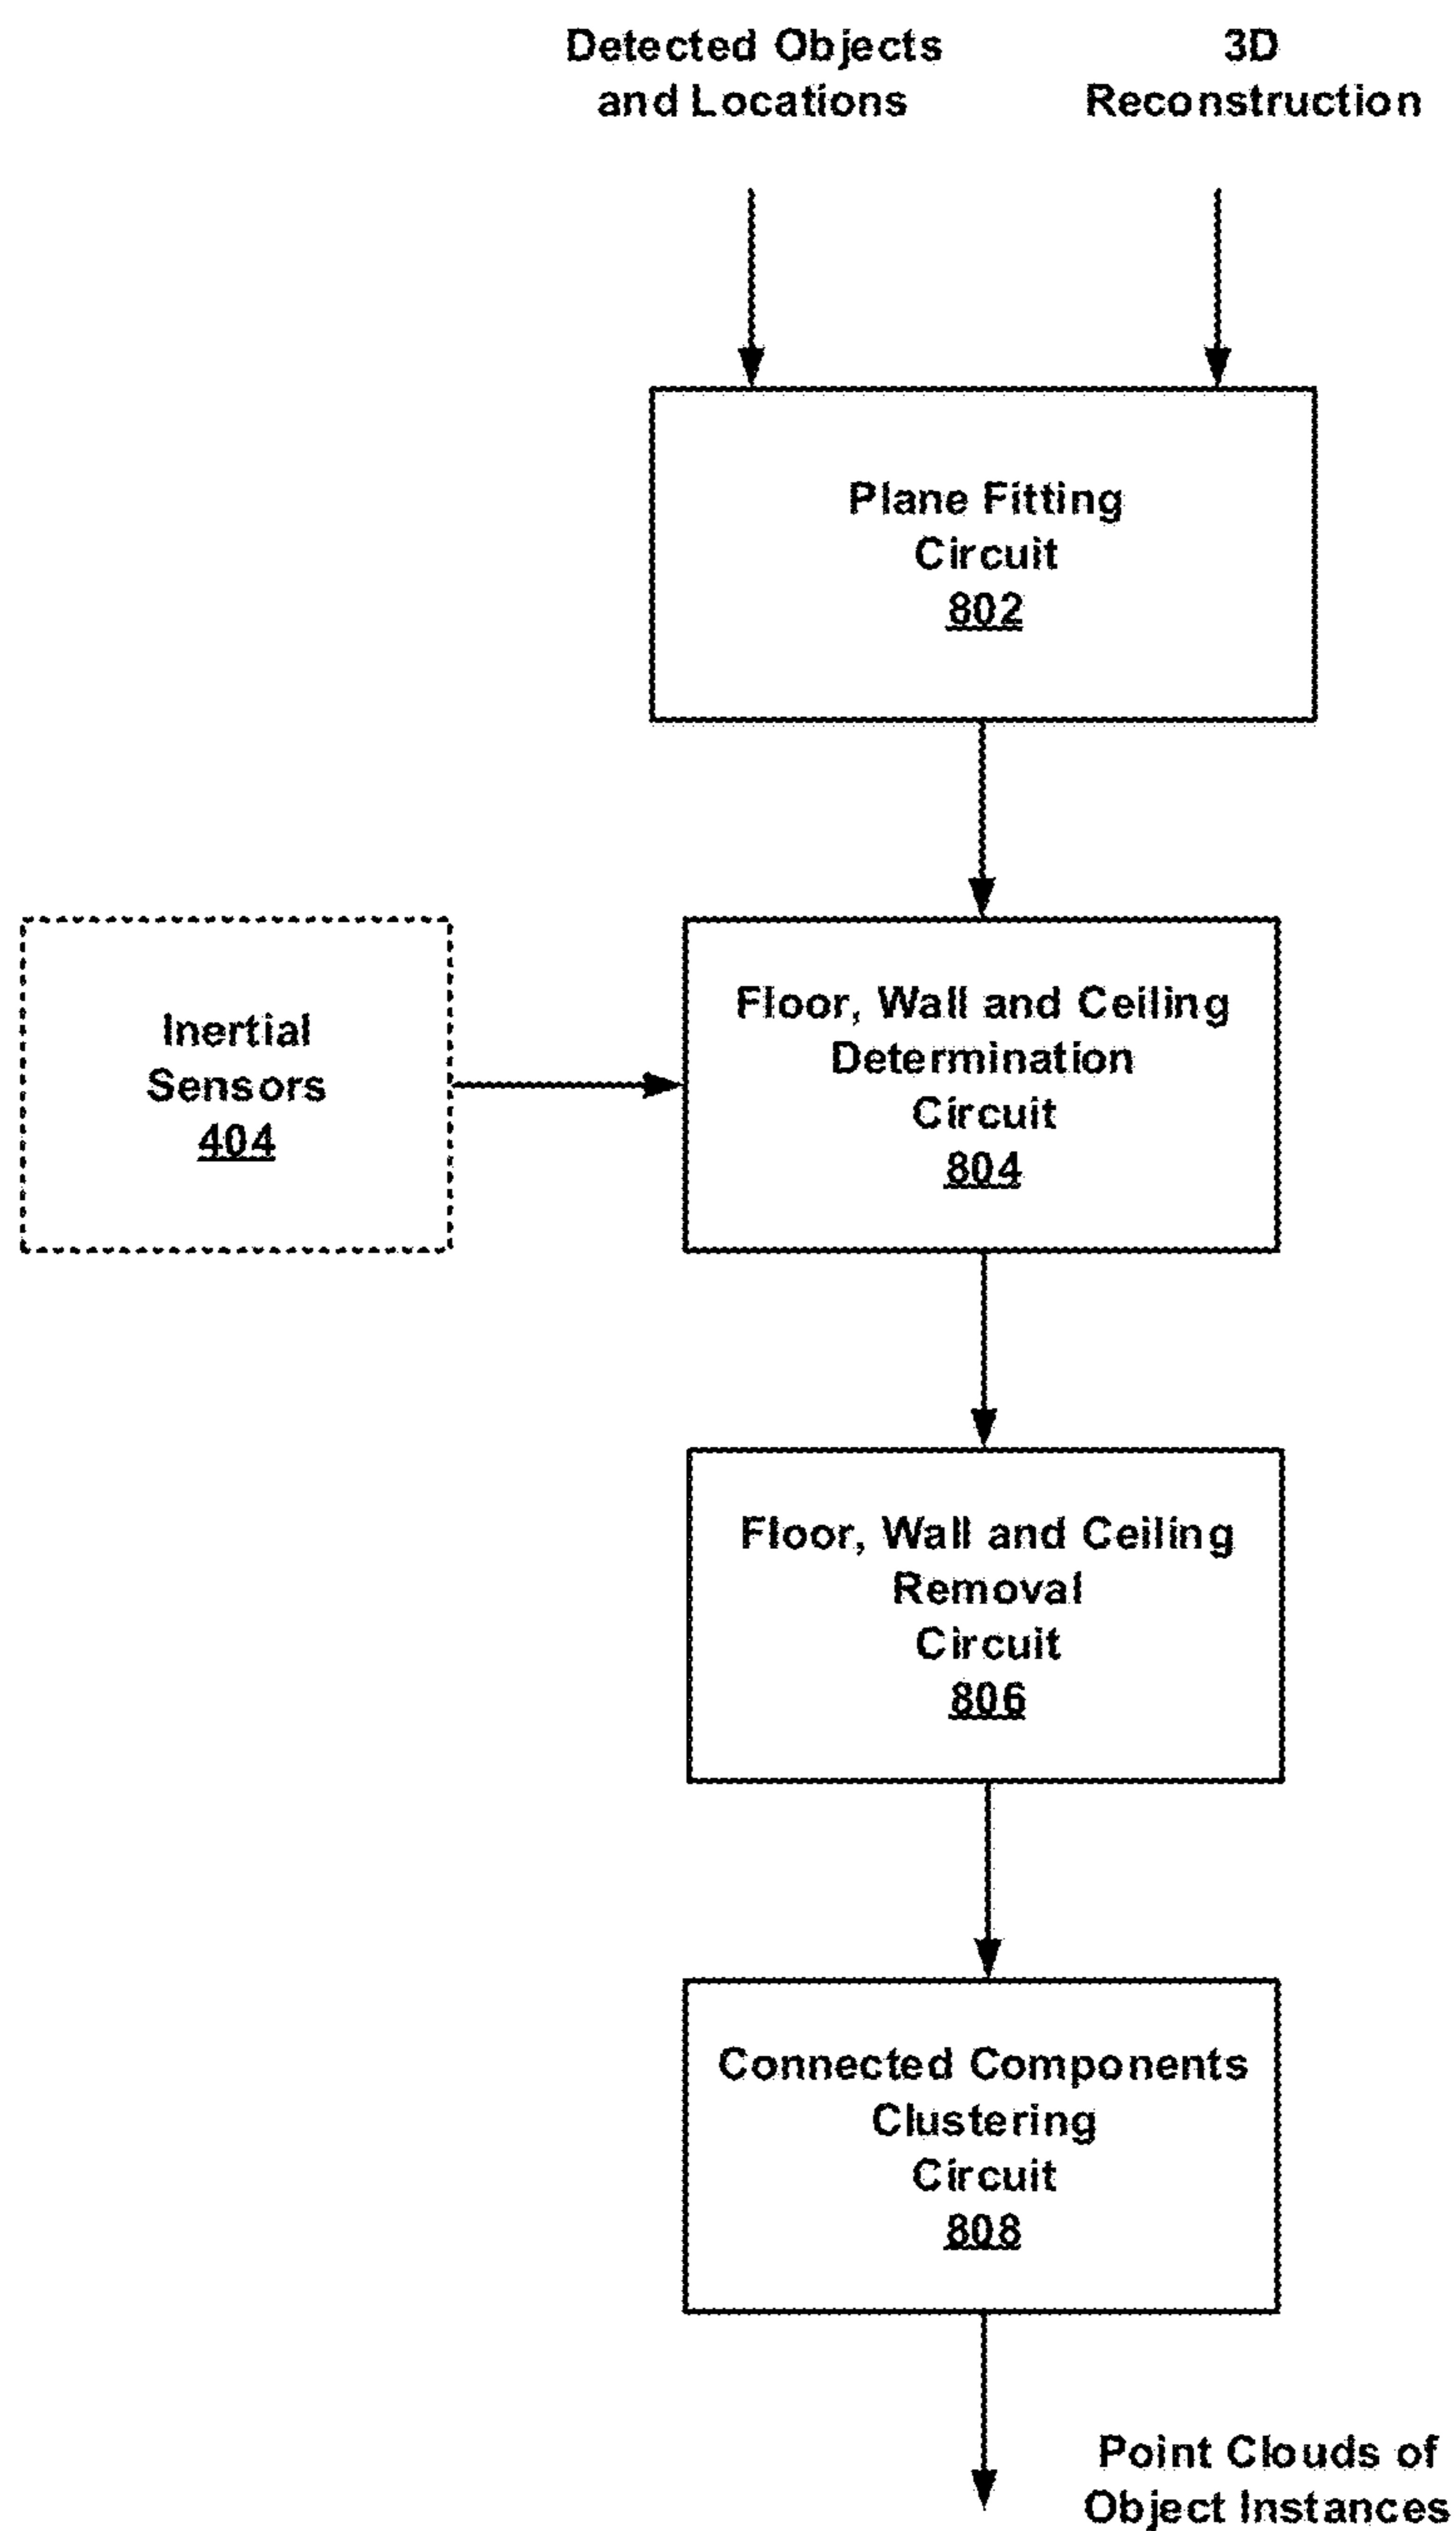 Detected Objects
and Locations
3D
Reconstruction
Plane Fitting
Circuit
802
Inertial
Sensors
404
Floor, Wall and Ceiling
Determination
Circuit
804
Floor, Wall and Ceiling
Removal
Circuit
806
Connected Components
Clustering
Circuit
808
Point Clouds of
Object Instances